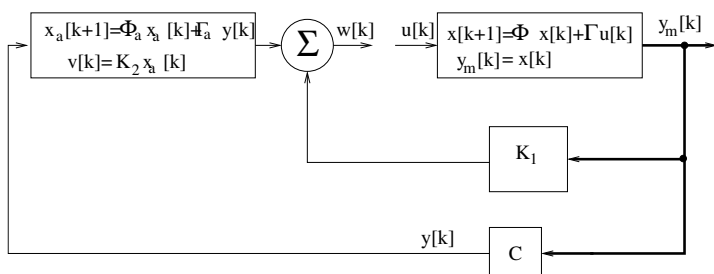 x_a[k+1]=Φ_a x_a [k]+Γ_a y[k]
v[k]=K_2 x_a [k]
Σ
w[k]
u[k]
x[k+1]=Φ x[k]+Γu[k]
y_m[k]=x[k]
y_m[k]
K_1
y[k]
C